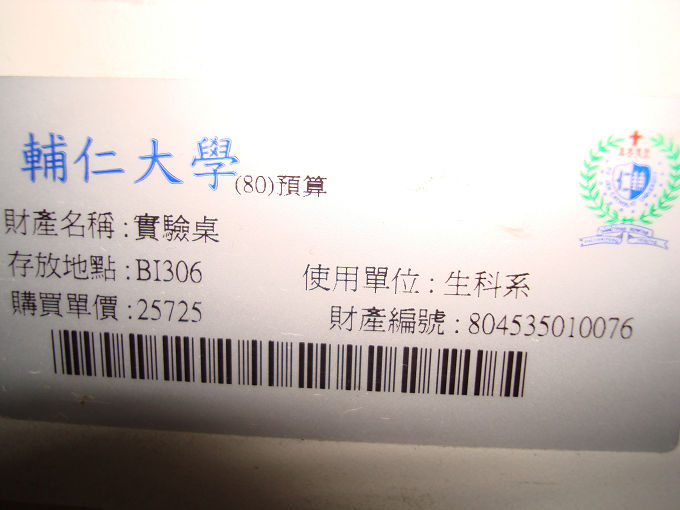 輔仁大學(80)預算
財產名稱:實驗桌
存放地點:BI306 使用單位:生科系
購買單價:25725 財產編號:804535010076